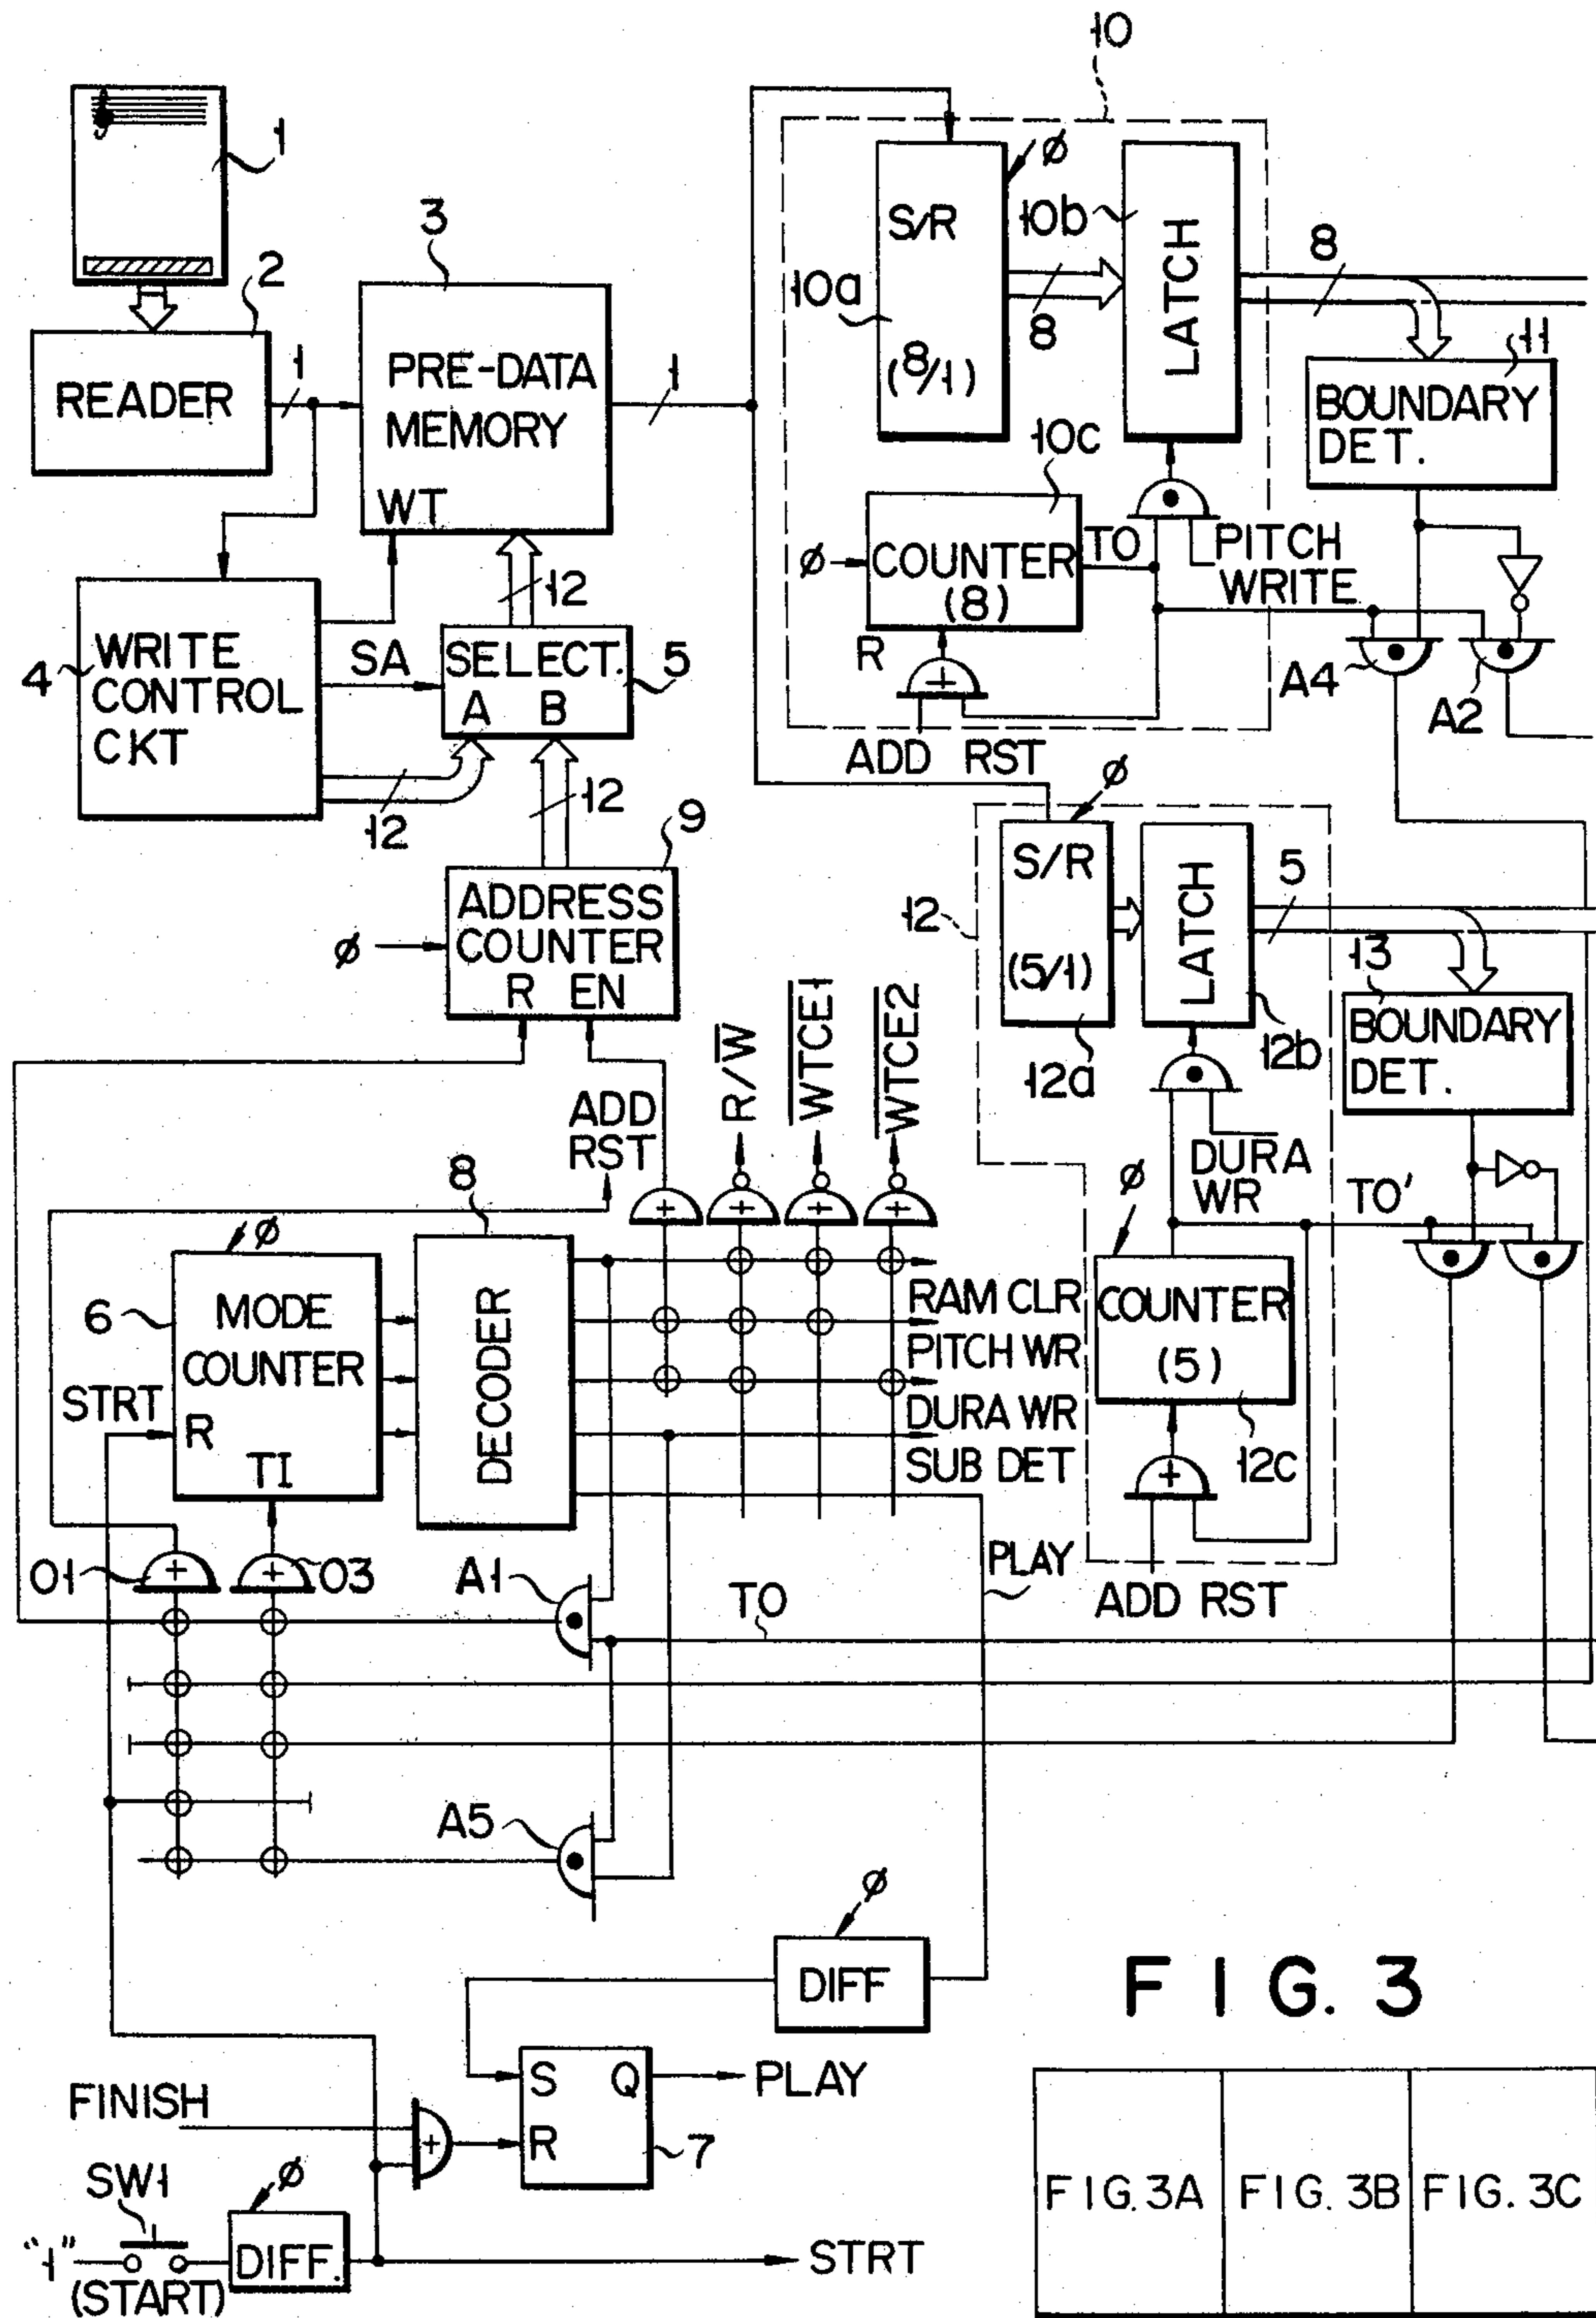 10
1
2
READER
1
3
PRE-DATA
MEMORY
WT
1
S/R
(8/1)
10a
ø
10b
8
LATCH
8
11
BOUNDARY
DET.
10c
ø
COUNTER
(8)
TO
PITCH
WRITE
R
ADD RST
A4
A2
4
WRITE
CONTROL
CKT
SA
12
12
SELECT.
A B
5
12
9
ADDRESS
COUNTER
R EN
ø
12
S/R
(5/1)
12a
ø
LATCH
12b
5
13
BOUNDARY
DET.
DURA
WR
TO'
ø
COUNTER
(5)
12c
ADD RST
ADD
RST
R/W
WTCE1
WTCE2
8
ø
6
MODE
COUNTER
STRT
R
TI
DECODER
RAM CLR
PITCH WR
DURA WR
SUB DET
PLAY
O1
O3
A1
TO
A5
ø
DIFF
S Q
R
7
PLAY
FINISH
SW1
"1"
(START)
ø
DIFF.
STRT
FIG. 3
FIG. 3A
FIG. 3B
FIG. 3C